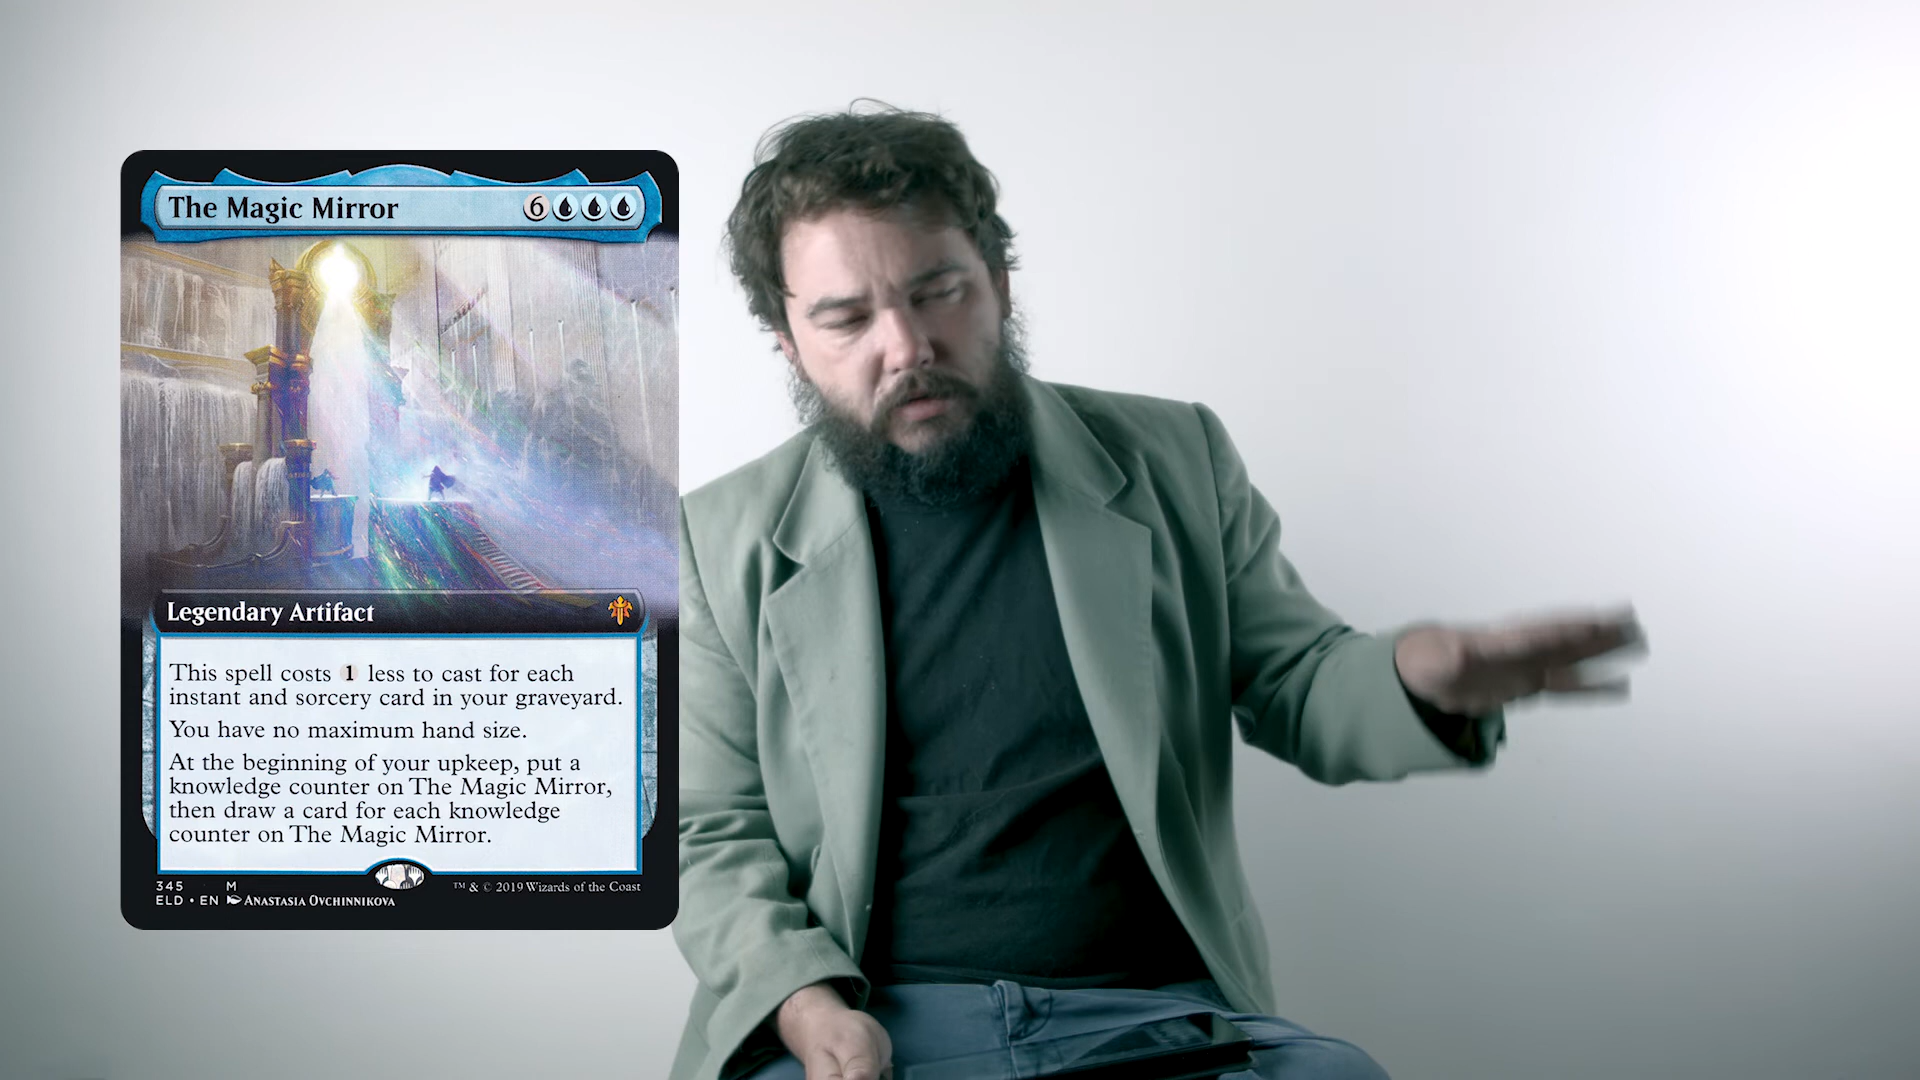 The Magic Mirror 6
Legendary Artifact
This spell costs 1 less to cast for each
instant and sorcery card in your graveyard.
You have no maximum hand size.
At the beginning of your upkeep, put a
knowledge counter on The Magic Mirror,
then draw a card for each knowledge
counter on The Magic Mirror.
345 M ™ & © 2019 Wizards of the Coast
ELD • EN ANASTASIA OVCHINNIKOVA